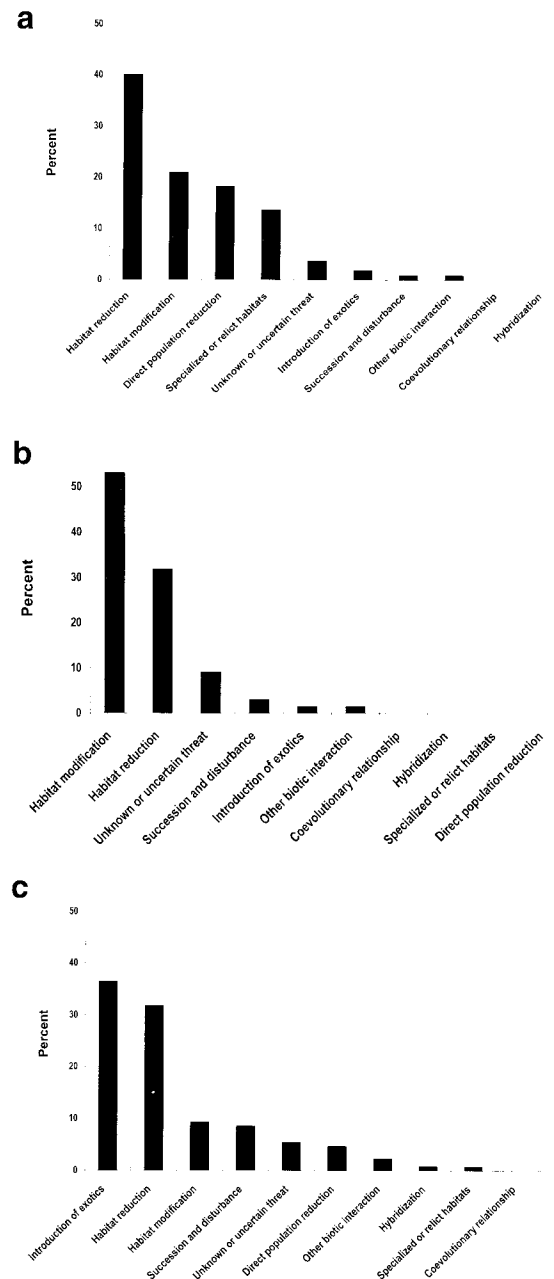 a
50
40
30
20
10
0
Percent
Habitat reduction
Habitat modification
Direct population reduction
Specialized or relict habitats
Unknown or uncertain threat
Introduction of exotics
Succession and disturbance
Other biotic interaction
Coevolutionary relationship
Hybridization
b
50
40
30
20
10
0
Percent
Habitat modification
Habitat reduction
Unknown or uncertain threat
Succession and disturbance
Introduction of exotics
Other biotic interaction
Coevolutionary relationship
Hybridization
Specialized or relict habitats
Direct population reduction
c
50
40
30
20
10
0
Percent
Introduction of exotics
Habitat reduction
Habitat modification
Succession and disturbance
Unknown or uncertain threat
Direct population reduction
Other biotic interaction
Hybridization
Specialized or relict habitats
Coevolutionary relationship